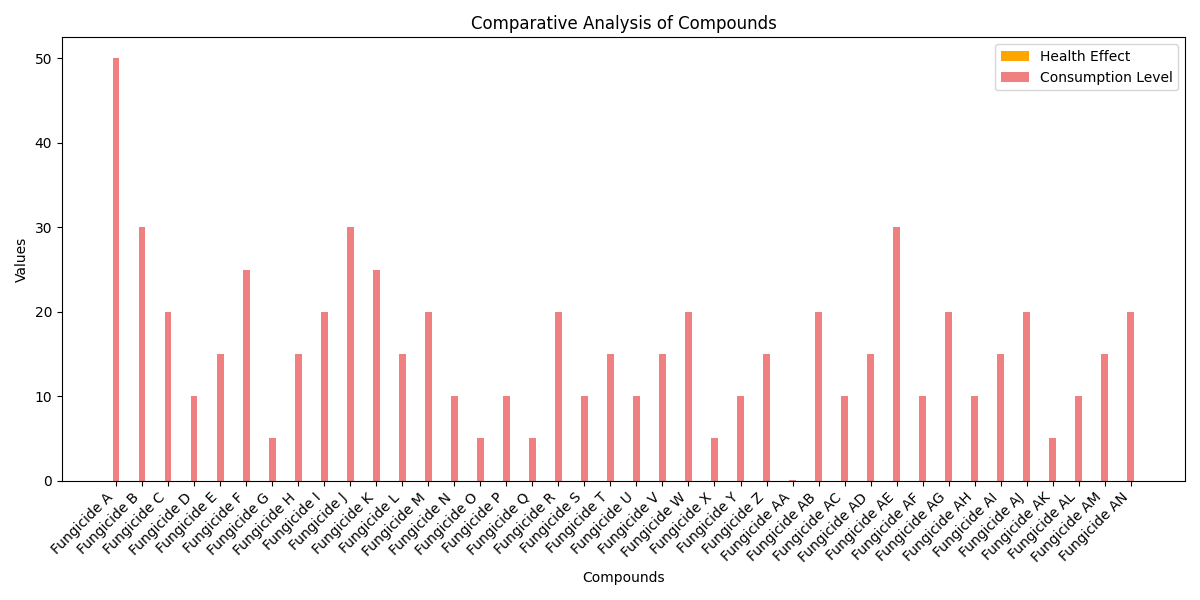 Comparative Analysis of Compounds
Health Effect
Consumption Level
Values
50
40
30
20
10
0
Fungicide A
Fungicide B
Fungicide C
Fungicide D
Fungicide E
Fungicide F
Fungicide G
Fungicide H
Fungicide I
Fungicide J
Fungicide K
Fungicide L
Fungicide M
Fungicide N
Fungicide O
Fungicide P
Fungicide Q
Fungicide R
Fungicide S
Fungicide T
Fungicide U
Fungicide V
Fungicide W
Fungicide X
Fungicide Y
Fungicide Z
Fungicide AA
Fungicide AB
Fungicide AC
Fungicide AD
Fungicide AE
Fungicide AF
Fungicide AG
Fungicide AH
Fungicide AI
Fungicide AJ
Fungicide AK
Fungicide AL
Fungicide AM
Fungicide AN
Compounds